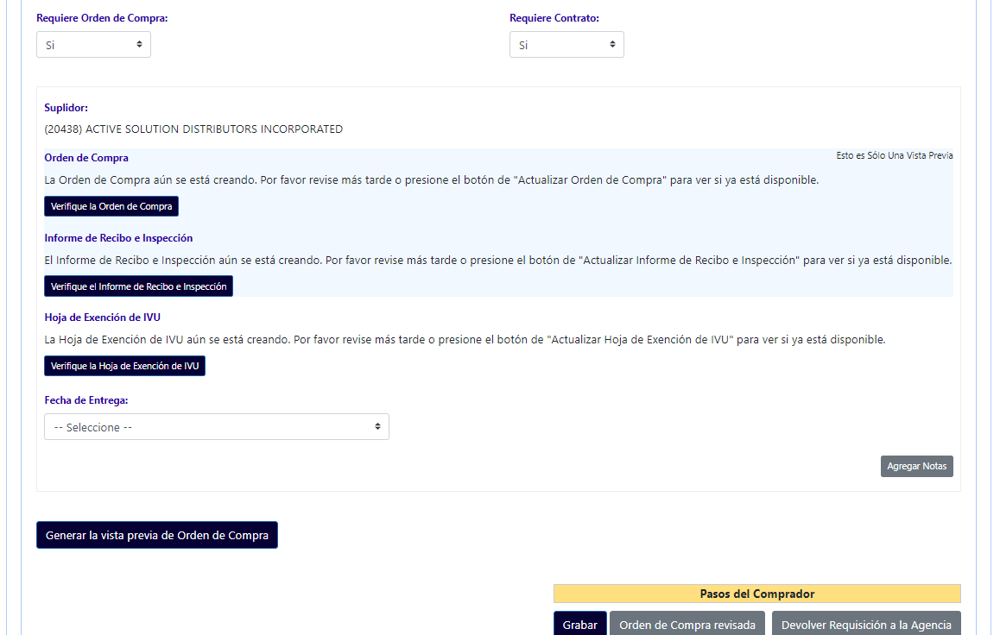 Requiere Orden de Compra: Requiere Contrato:
Si Si
Suplidor:
(20438) ACTIVE SOLUTION DISTRIBUTORS INCORPORATED
Orden de Compra Esto es Sólo Una Vista Previa
La Orden de Compra aún se está creando. Por favor revise más tarde o presione el botón de "Actualizar Orden de Compra" para ver si ya está disponible.
Verifique la Orden de Compra
Informe de Recibo e Inspección
El Informe de Recibo e Inspección aún se está creando. Por favor revise más tarde o presione el botón de "Actualizar Informe de Recibo e Inspección" para ver si ya está disponible.
Verifique el Informe de Recibo e Inspección
Hoja de Exención de IVU
La Hoja de Exención de IVU aún se está creando. Por favor revise más tarde o presione el botón de "Actualizar Hoja de Exención de IVU" para ver si ya está disponible.
Verifique la Hoja de Exención de IVU
Fecha de Entrega:
-- Seleccione --
Agregar Notas
Generar la vista previa de Orden de Compra
Pasos del Comprador
Grabar Orden de Compra revisada Devolver Requisición a la Agencia